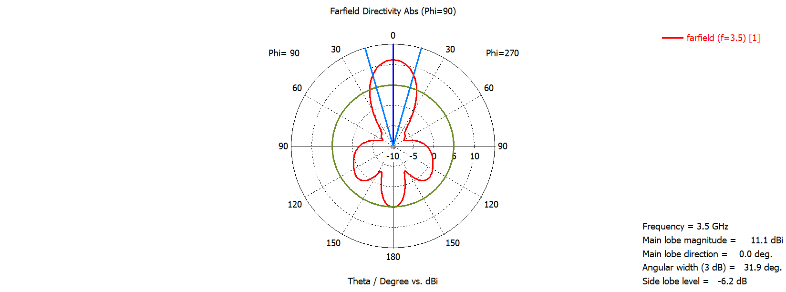 Farfield Directivity Abs (Phi=90)
farfield (f=3.5) [1]
0
Phi= 90 30 30 Phi=270
60 60
90 -10 -5 0 5 10 90
120 120
150 150
180
Frequency = 3.5 GHz
Main lobe magnitude = 11.1 dBi
Main lobe direction = 0.0 deg.
Angular width (3 dB) = 31.9 deg.
Side lobe level = -6.2 dB
Theta / Degree vs. dBi